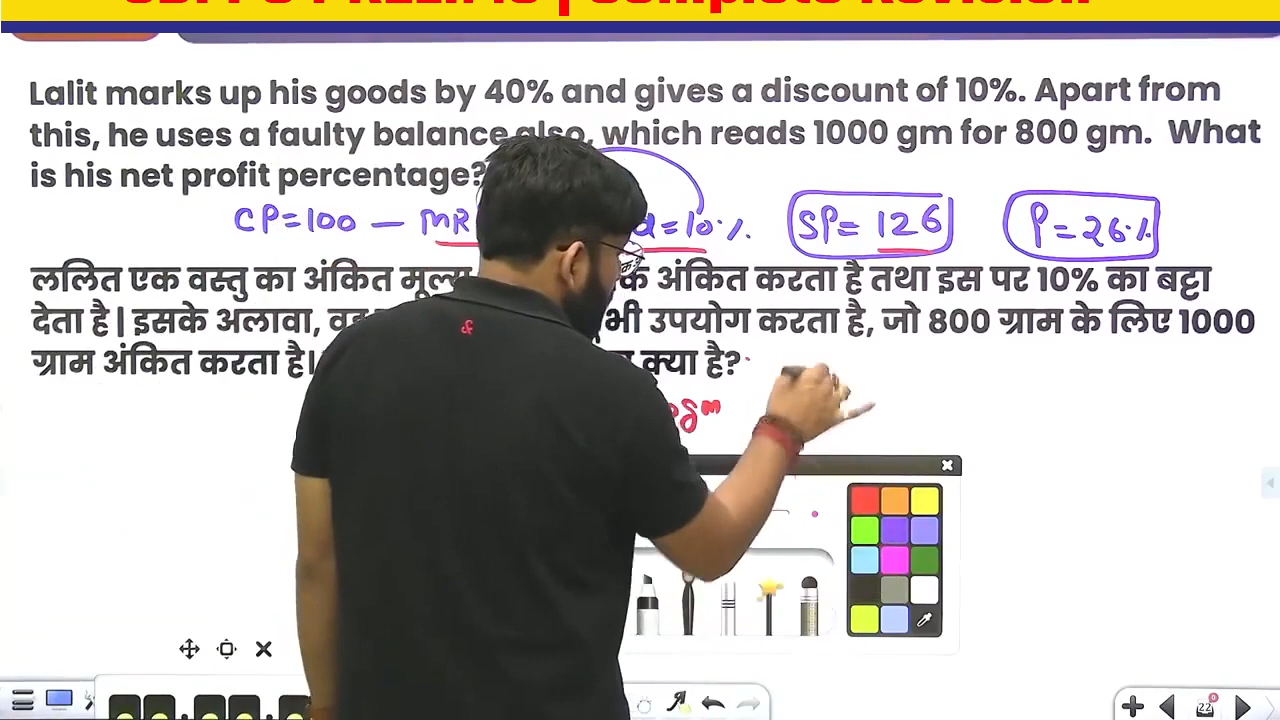 Lalit marks up his goods by 40% and gives a discount of 10%. Apart from
this, he uses a faulty balance also, which reads 1000 gm for 800 gm. What
is his net profit percentage?
CP=100 — MR d=10% SP= 126 P=26%
ललित एक वस्तु का अंकित मूल्य अंकित करता है तथा इस पर 10% का बट्टा
देता है| इसके अलावा, भी उपयोग करता है, जो 800 ग्राम के लिए 1000
ग्राम अंकित करता है। क्या है?
22